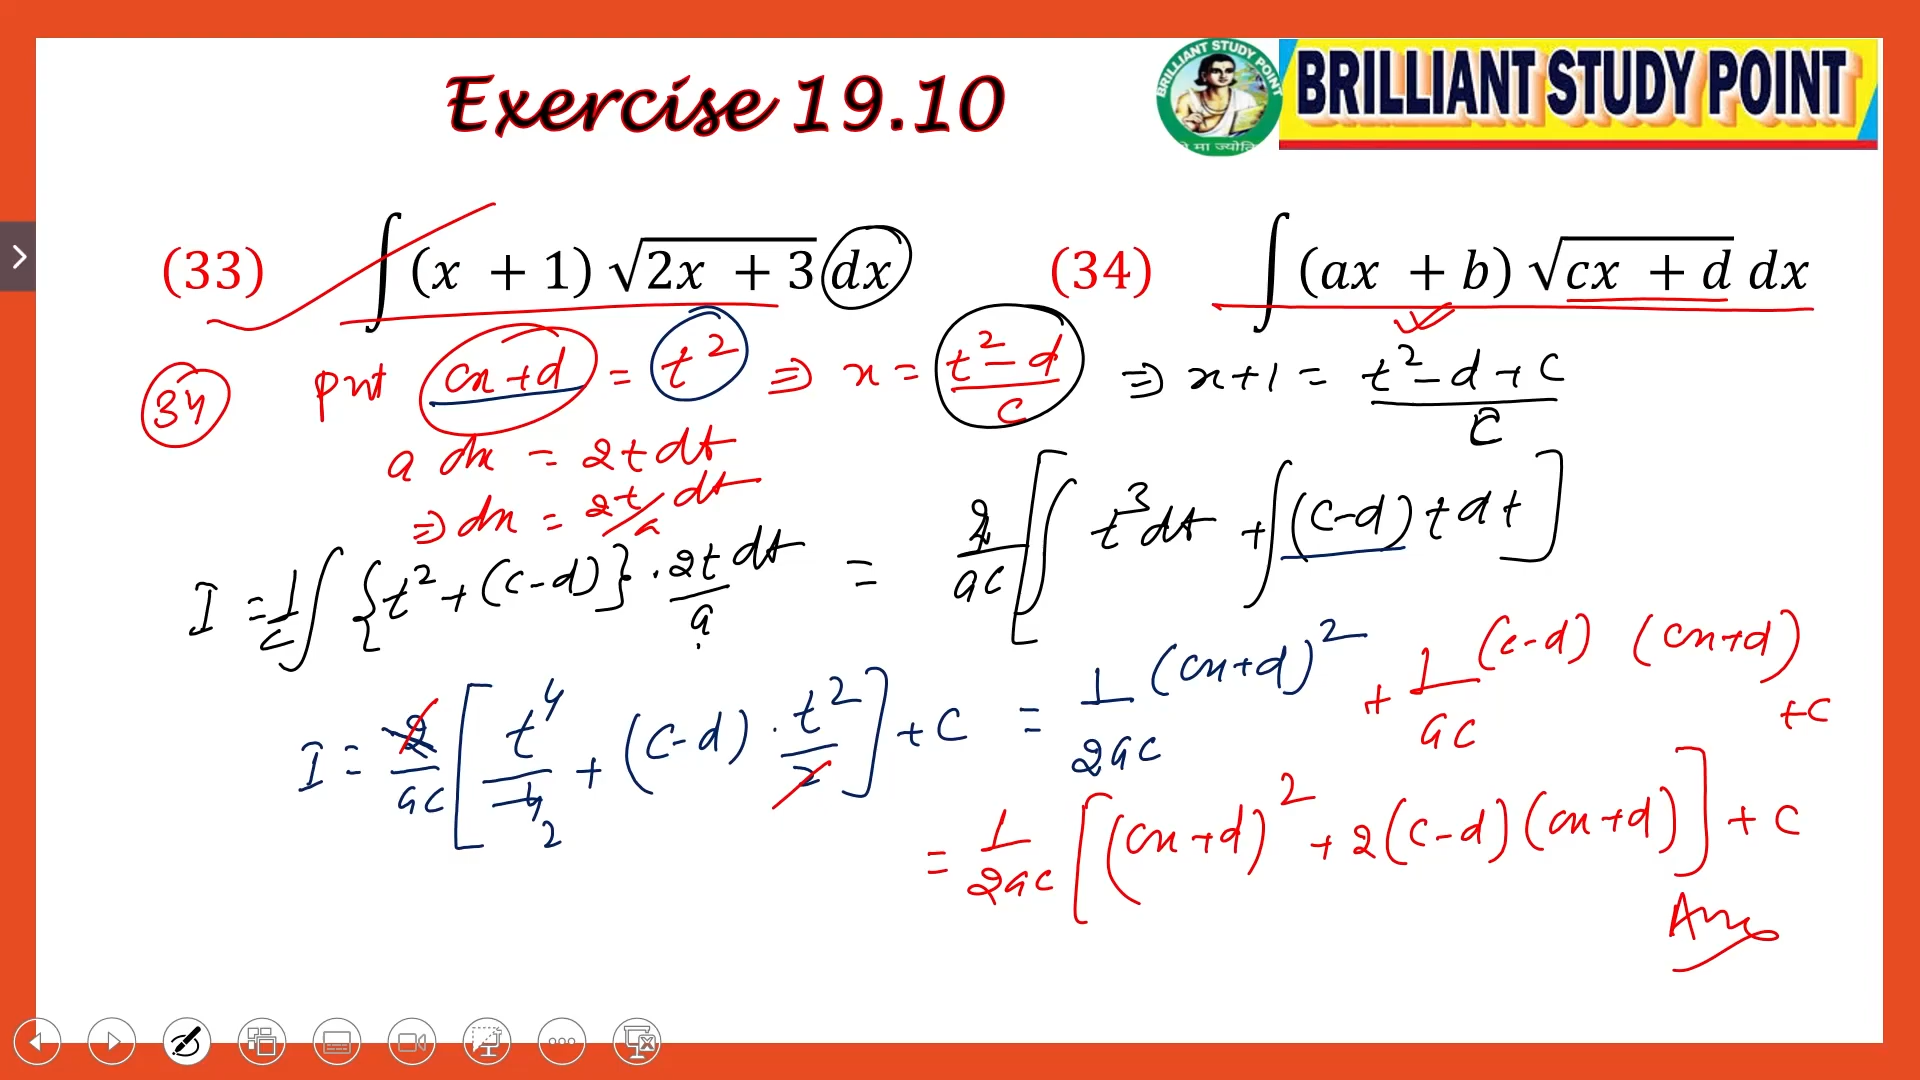 Exercise 19.10
BRILLIANT STUDY POINT
BRILLIANT STUDY POINT
मा ज्योति
(33) ∫ (x + 1) √(2x + 3) dx
(34) ∫ (ax + b) √(cx + d) dx
(34) put cx+d = t² ⇒ x = (t²-d)/c ⇒ x+1 = (t²-d+c)/c
a dx = 2t dt
⇒ dx = 2t/a dt
I = 1/c ∫ {t²+(c-d)} · 2t dt/a = 2/ac [∫ t³dt + ∫(c-d) t dt]
I = 2/ac [t⁴/4 2 + (c-d) · t²/2] + C = 1/2ac (cx+d)² + 1/ac (c-d) (cx+d) + C
= 1/2ac [(cx+d)² + 2(c-d)(cx+d)] + C
Ans